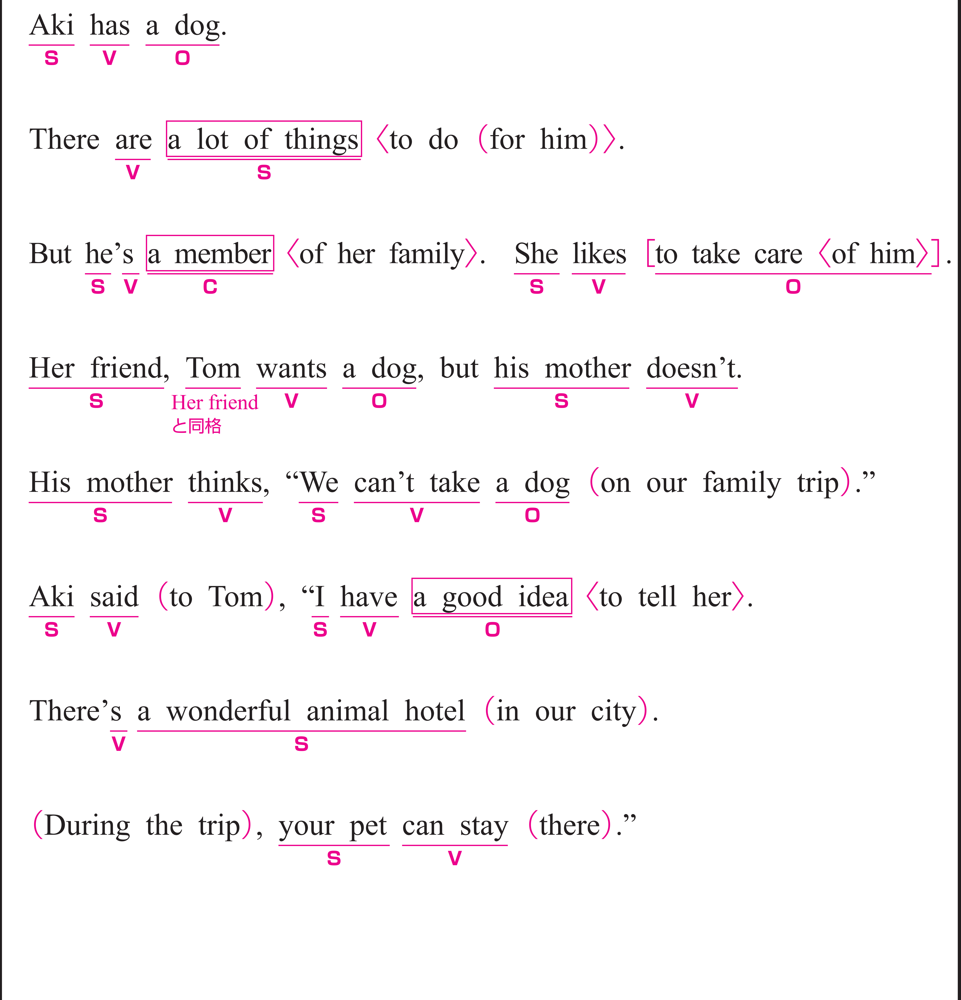 Aki has a dog.
S V O
There are a lot of things 〈to do (for him)〉.
V S
But he’s a member 〈of her family〉. She likes [to take care 〈of him〉].
S V C S V O
Her friend, Tom wants a dog, but his mother doesn’t.
S Her friend V O S V
と同格
His mother thinks, “We can’t take a dog (on our family trip).”
S V S V O
Aki said (to Tom), “I have a good idea 〈to tell her〉.
S V S V O
There’s a wonderful animal hotel (in our city).
V S
(During the trip), your pet can stay (there).”
S V